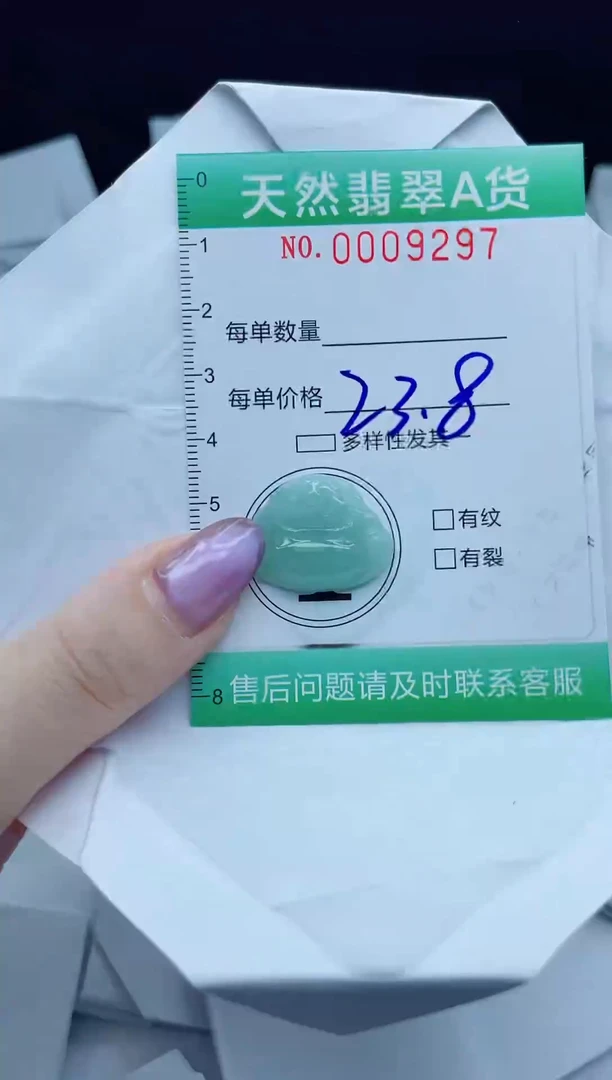 天然翡翠A货
NO.0009297
每单数量
每单价格 23.8
多样性发其
有纹
有裂
售后问题请及时联系客服
0
1
2
3
4
5
8